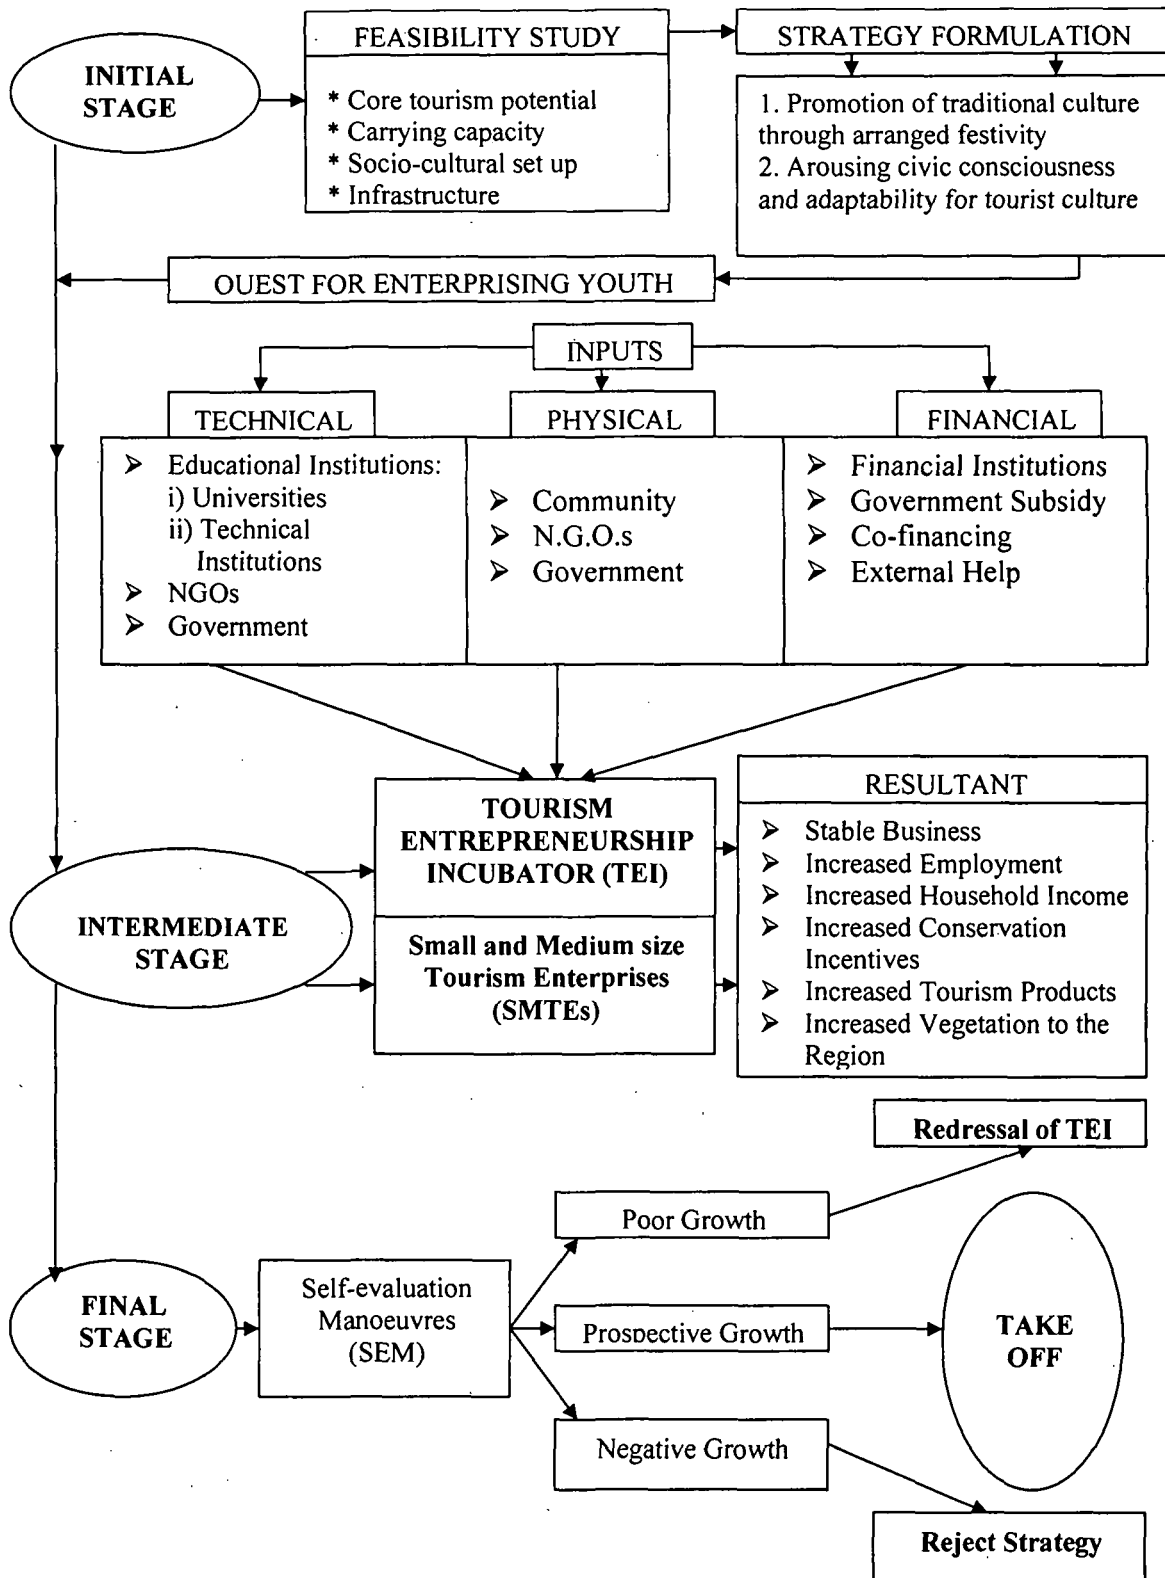 INITIAL
STAGE
FEASIBILITY STUDY
* Core tourism potential
* Carrying capacity
* Socio-cultural set up
* Infrastructure
STRATEGY FORMULATION
1. Promotion of traditional culture
through arranged festivity
2. Arousing civic consciousness
and adaptability for tourist culture
OUEST FOR ENTERPRISING YOUTH
INPUTS
TECHNICAL
➢ Educational Institutions:
i) Universities
ii) Technical
Institutions
➢ NGOs
➢ Government
PHYSICAL
➢ Community
➢ N.G.O.s
➢ Government
FINANCIAL
➢ Financial Institutions
➢ Government Subsidy
➢ Co-financing
➢ External Help
INTERMEDIATE
STAGE
TOURISM
ENTREPRENEURSHIP
INCUBATOR (TEI)
Small and Medium size
Tourism Enterprises
(SMTEs)
RESULTANT
➢ Stable Business
➢ Increased Employment
➢ Increased Household Income
➢ Increased Conservation
Incentives
➢ Increased Tourism Products
➢ Increased Vegetation to the
Region
FINAL
STAGE
Self-evaluation
Manoeuvres
(SEM)
Poor Growth
Prospective Growth
Negative Growth
Redressal of TEI
TAKE
OFF
Reject Strategy